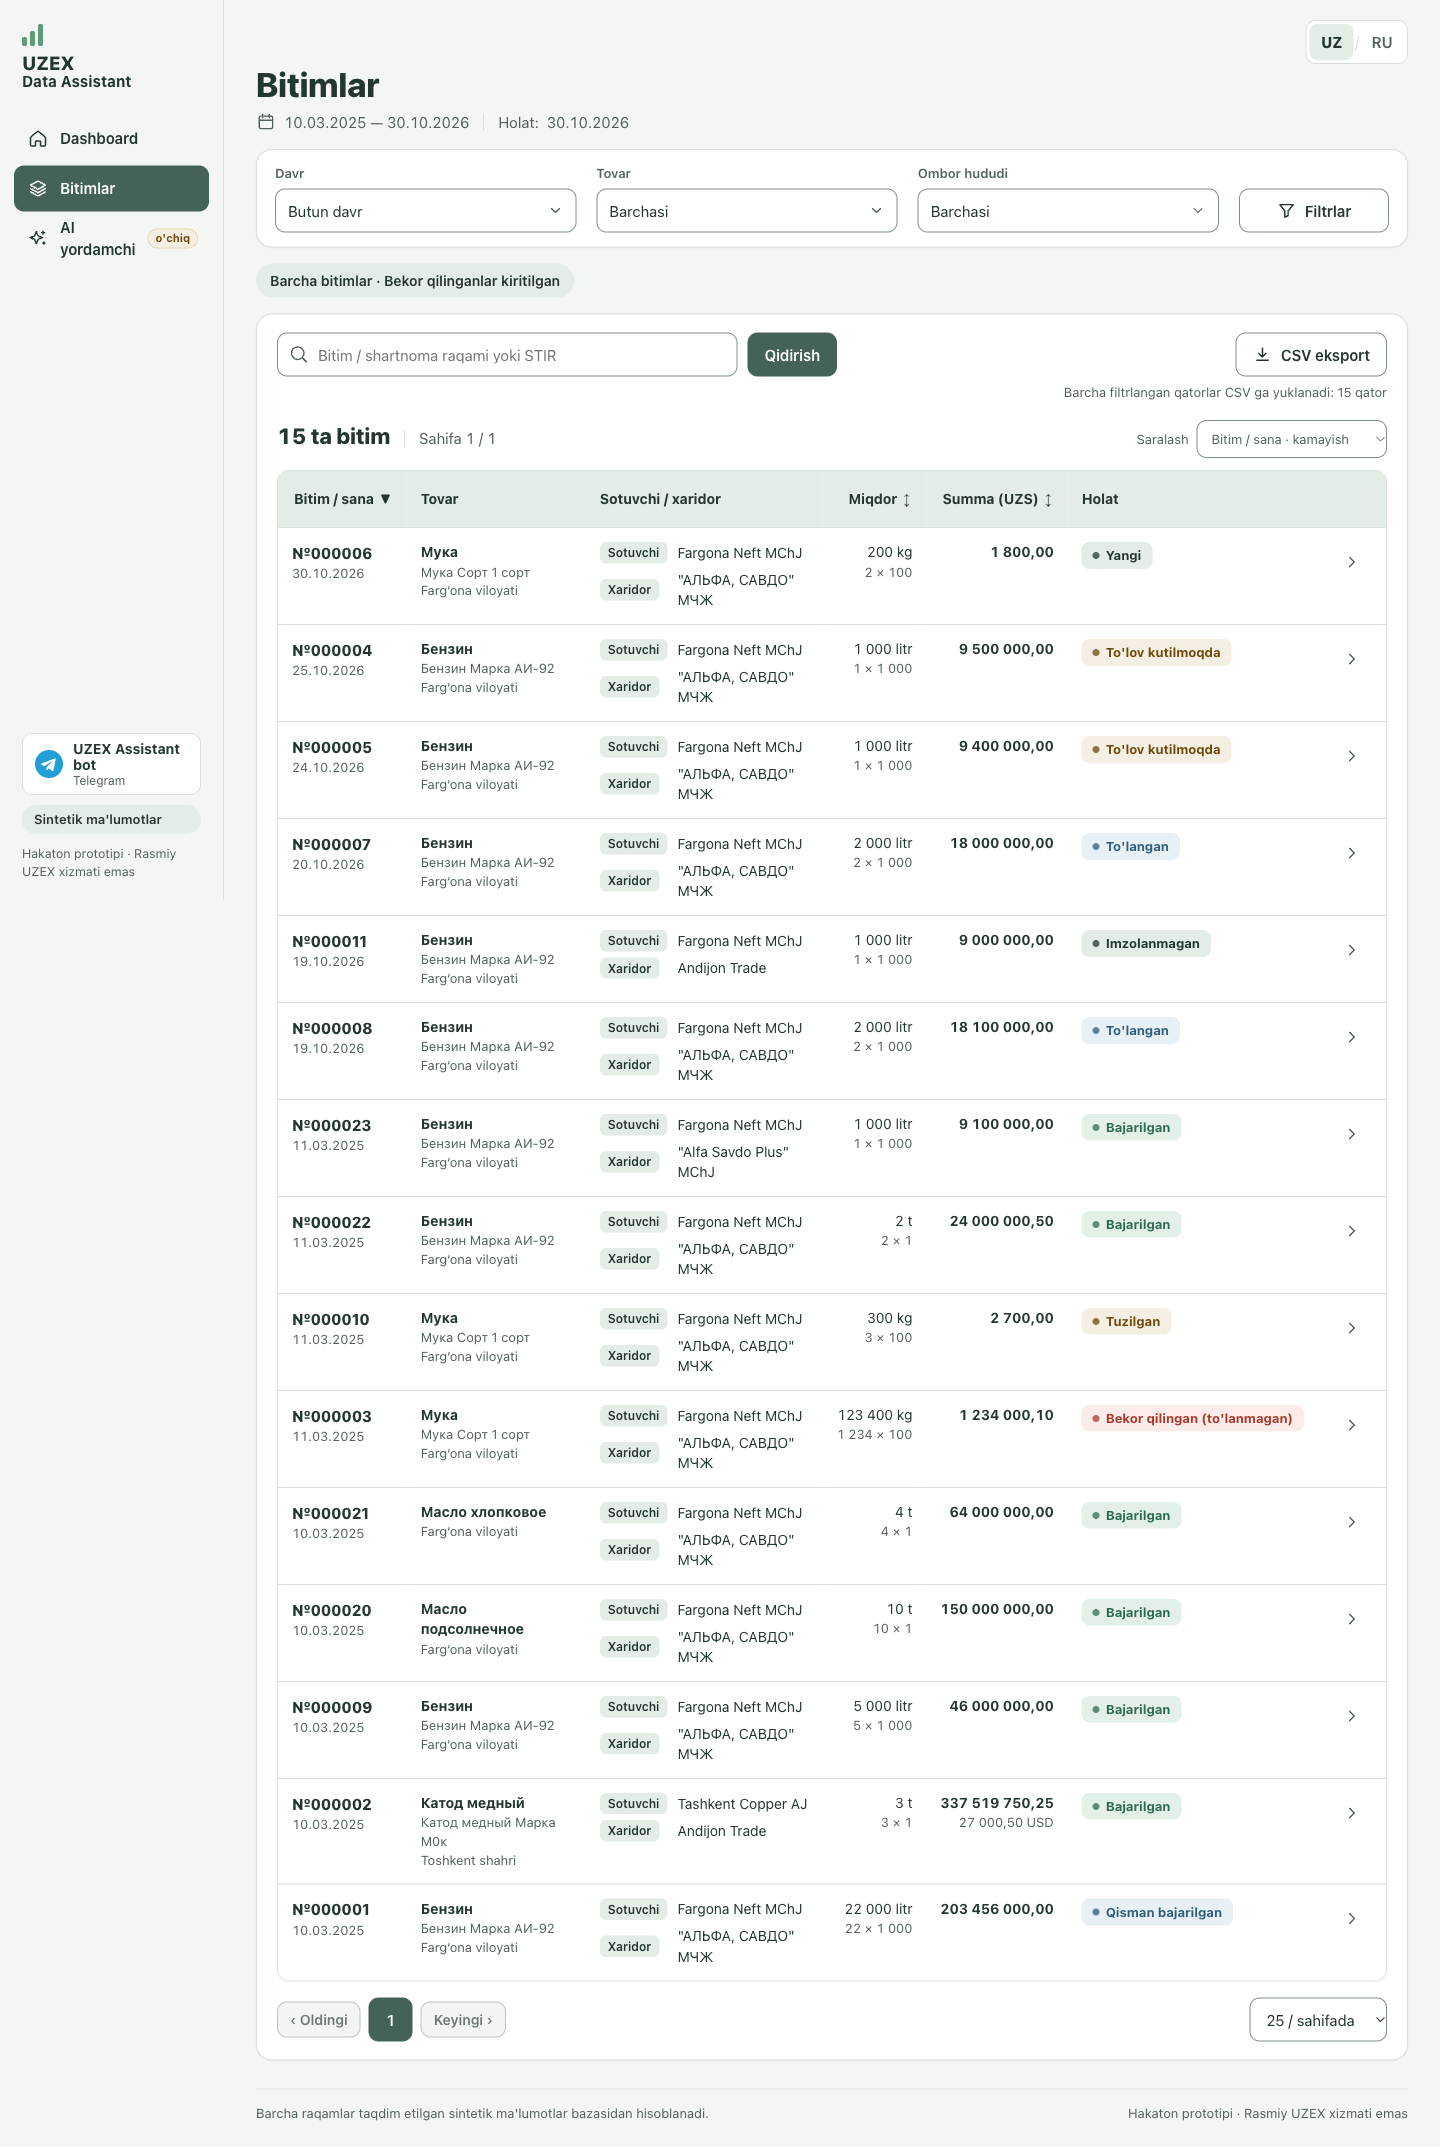 UZEX
Data Assistant
Dashboard
Bitimlar
AI
yordamchi
o'chiq
UZEX Assistant
bot
Telegram
Sintetik ma'lumotlar
Hakaton prototipi · Rasmiy
UZEX xizmati emas
UZ / RU
Bitimlar
10.03.2025 — 30.10.2026 Holat: 30.10.2026
Davr Tovar Ombor hududi
Butun davr Barchasi Barchasi Filtrlar
Barcha bitimlar · Bekor qilinganlar kiritilgan
Bitim / shartnoma raqami yoki STIR Qidirish CSV eksport
Barcha filtrlangan qatorlar CSV ga yuklanadi: 15 qator
15 ta bitim Sahifa 1 / 1 Saralash Bitim / sana · kamayish
Bitim / sana ▼ Tovar Sotuvchi / xaridor Miqdor ↕ Summa (UZS) ↕ Holat
№000006 Мука Sotuvchi Fargona Neft MChJ 200 kg 1 800,00 Yangi
30.10.2026 Мука Сорт 1 сорт Xaridor "АЛЬФА, САВДО" 2 × 100
Farg‘ona viloyati МЧЖ
№000004 Бензин Sotuvchi Fargona Neft MChJ 1 000 litr 9 500 000,00 To'lov kutilmoqda
25.10.2026 Бензин Марка АИ-92 Xaridor "АЛЬФА, САВДО" 1 × 1 000
Farg‘ona viloyati МЧЖ
№000005 Бензин Sotuvchi Fargona Neft MChJ 1 000 litr 9 400 000,00 To'lov kutilmoqda
24.10.2026 Бензин Марка АИ-92 Xaridor "АЛЬФА, САВДО" 1 × 1 000
Farg‘ona viloyati МЧЖ
№000007 Бензин Sotuvchi Fargona Neft MChJ 2 000 litr 18 000 000,00 To'langan
20.10.2026 Бензин Марка АИ-92 Xaridor "АЛЬФА, САВДО" 2 × 1 000
Farg‘ona viloyati МЧЖ
№000011 Бензин Sotuvchi Fargona Neft MChJ 1 000 litr 9 000 000,00 Imzolanmagan
19.10.2026 Бензин Марка АИ-92 Xaridor Andijon Trade 1 × 1 000
Farg‘ona viloyati
№000008 Бензин Sotuvchi Fargona Neft MChJ 2 000 litr 18 100 000,00 To'langan
19.10.2026 Бензин Марка АИ-92 Xaridor "АЛЬФА, САВДО" 2 × 1 000
Farg‘ona viloyati МЧЖ
№000023 Бензин Sotuvchi Fargona Neft MChJ 1 000 litr 9 100 000,00 Bajarilgan
11.03.2025 Бензин Марка АИ-92 Xaridor "Alfa Savdo Plus" 1 × 1 000
Farg‘ona viloyati MChJ
№000022 Бензин Sotuvchi Fargona Neft MChJ 2 t 24 000 000,50 Bajarilgan
11.03.2025 Бензин Марка АИ-92 Xaridor "АЛЬФА, САВДО" 2 × 1
Farg‘ona viloyati МЧЖ
№000010 Мука Sotuvchi Fargona Neft MChJ 300 kg 2 700,00 Tuzilgan
11.03.2025 Мука Сорт 1 сорт Xaridor "АЛЬФА, САВДО" 3 × 100
Farg‘ona viloyati МЧЖ
№000003 Мука Sotuvchi Fargona Neft MChJ 123 400 kg 1 234 000,10 Bekor qilingan (to'lanmagan)
11.03.2025 Мука Сорт 1 сорт Xaridor "АЛЬФА, САВДО" 1 234 × 100
Farg‘ona viloyati МЧЖ
№000021 Масло хлопковое Sotuvchi Fargona Neft MChJ 4 t 64 000 000,00 Bajarilgan
10.03.2025 Farg‘ona viloyati Xaridor "АЛЬФА, САВДО" 4 × 1
МЧЖ
№000020 Масло Sotuvchi Fargona Neft MChJ 10 t 150 000 000,00 Bajarilgan
10.03.2025 подсолнечное Xaridor "АЛЬФА, САВДО" 10 × 1
Farg‘ona viloyati МЧЖ
№000009 Бензин Sotuvchi Fargona Neft MChJ 5 000 litr 46 000 000,00 Bajarilgan
10.03.2025 Бензин Марка АИ-92 Xaridor "АЛЬФА, САВДО" 5 × 1 000
Farg‘ona viloyati МЧЖ
№000002 Катод медный Sotuvchi Tashkent Copper AJ 3 t 337 519 750,25 Bajarilgan
10.03.2025 Катод медный Марка Xaridor Andijon Trade 3 × 1 27 000,50 USD
М0к
Toshkent shahri
№000001 Бензин Sotuvchi Fargona Neft MChJ 22 000 litr 203 456 000,00 Qisman bajarilgan
10.03.2025 Бензин Марка АИ-92 Xaridor "АЛЬФА, САВДО" 22 × 1 000
Farg‘ona viloyati МЧЖ
‹ Oldingi 1 Keyingi › 25 / sahifada
Barcha raqamlar taqdim etilgan sintetik ma'lumotlar bazasidan hisoblanadi. Hakaton prototipi · Rasmiy UZEX xizmati emas